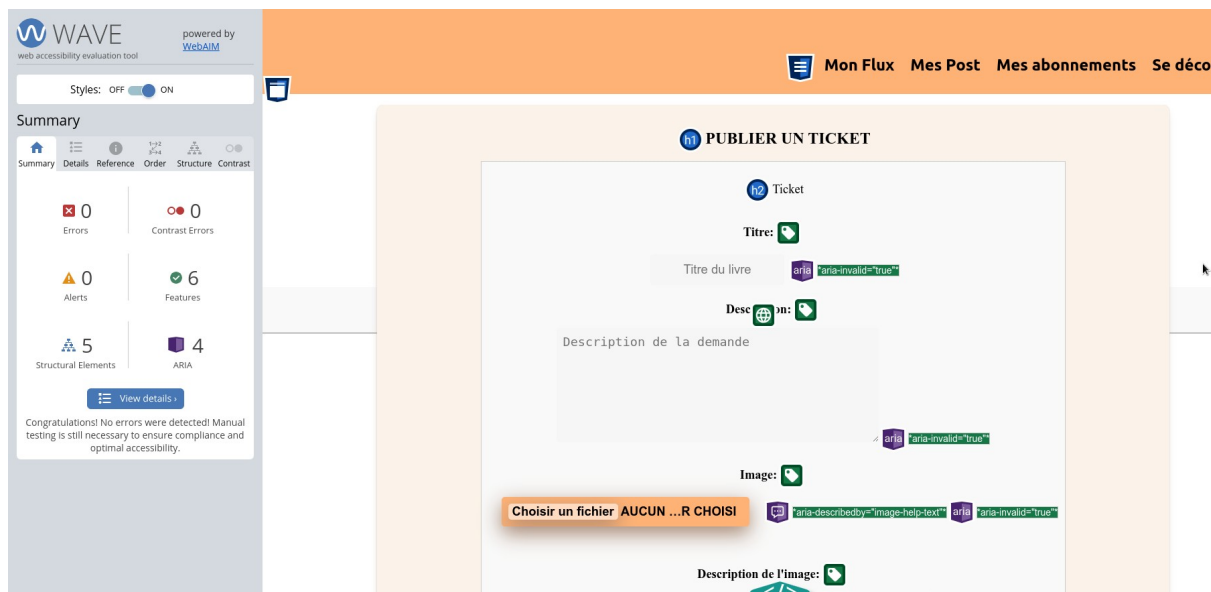 WAVE
web accessibility evaluation tool
powered by
WebAIM
Styles: OFF ON
Summary
Summary Details Reference Order Structure Contrast
0
Errors
0
Contrast Errors
0
Alerts
6
Features
5
Structural Elements
4
ARIA
View details ›
Congratulations! No errors were detected! Manual
testing is still necessary to ensure compliance and
optimal accessibility.
Mon Flux Mes Post Mes abonnements Se déco
h1 PUBLIER UN TICKET
h2 Ticket
Titre:
Titre du livre aria *aria-invalid="true"*
Desc on:
Description de la demande
aria *aria-invalid="true"*
Image:
Choisir un fichier AUCUN ...R CHOISI *aria-describedby="image-help-text"* aria *aria-invalid="true"*
Description de l'image: